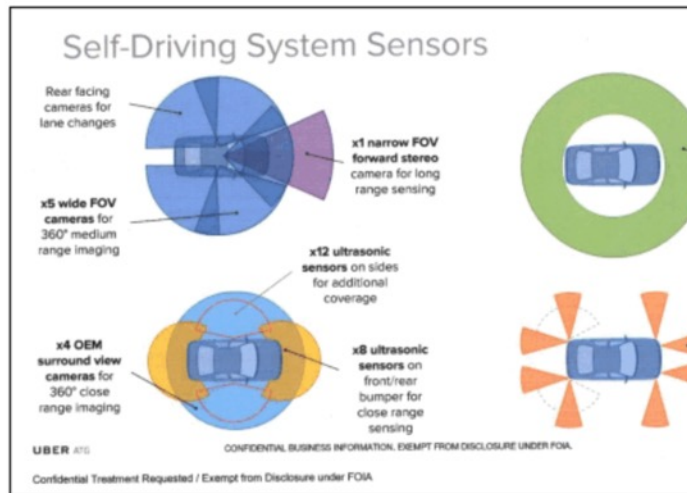 Self-Driving System Sensors
Rear facing
cameras for
lane changes
x1 narrow FOV
forward stereo
camera for long
range sensing
x5 wide FOV
cameras for
360° medium
range imaging
x12 ultrasonic
sensors on sides
for additional
coverage
x4 OEM
surround view
cameras for
360° close
range imaging
x8 ultrasonic
sensors on
front/rear
bumper for
close range
sensing
UBER ATG
CONFIDENTIAL BUSINESS INFORMATION, EXEMPT FROM DISCLOSURE UNDER FOIA.
Confidential Treatment Requested / Exempt from Disclosure under FOIA